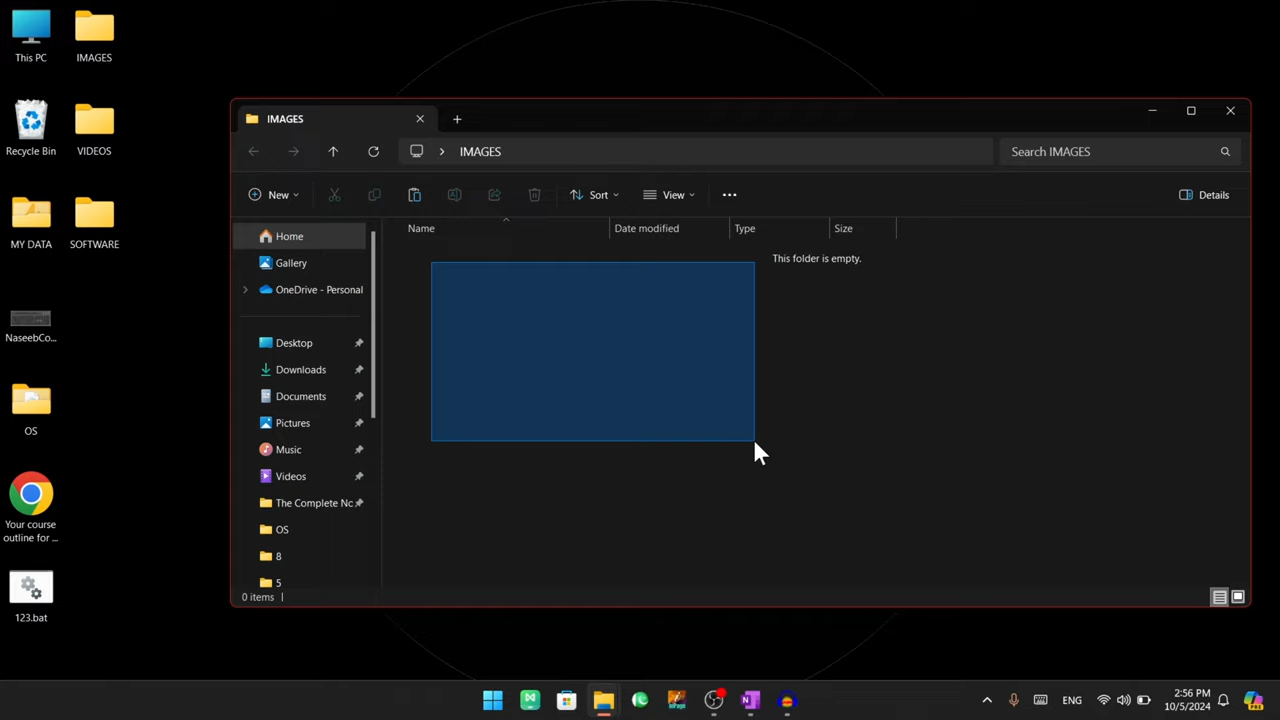 This PC
IMAGES
Recycle Bin
VIDEOS
MY DATA
SOFTWARE
NaseebCo...
OS
Your course
outline for ...
123.bat
IMAGES
IMAGES
Search IMAGES
New
Sort
View
Details
Name
Date modified
Type
Size
This folder is empty.
Home
Gallery
OneDrive - Personal
Desktop
Downloads
Documents
Pictures
Music
Videos
The Complete Nc
OS
8
5
0 items
ENG
2:56 PM
10/5/2024